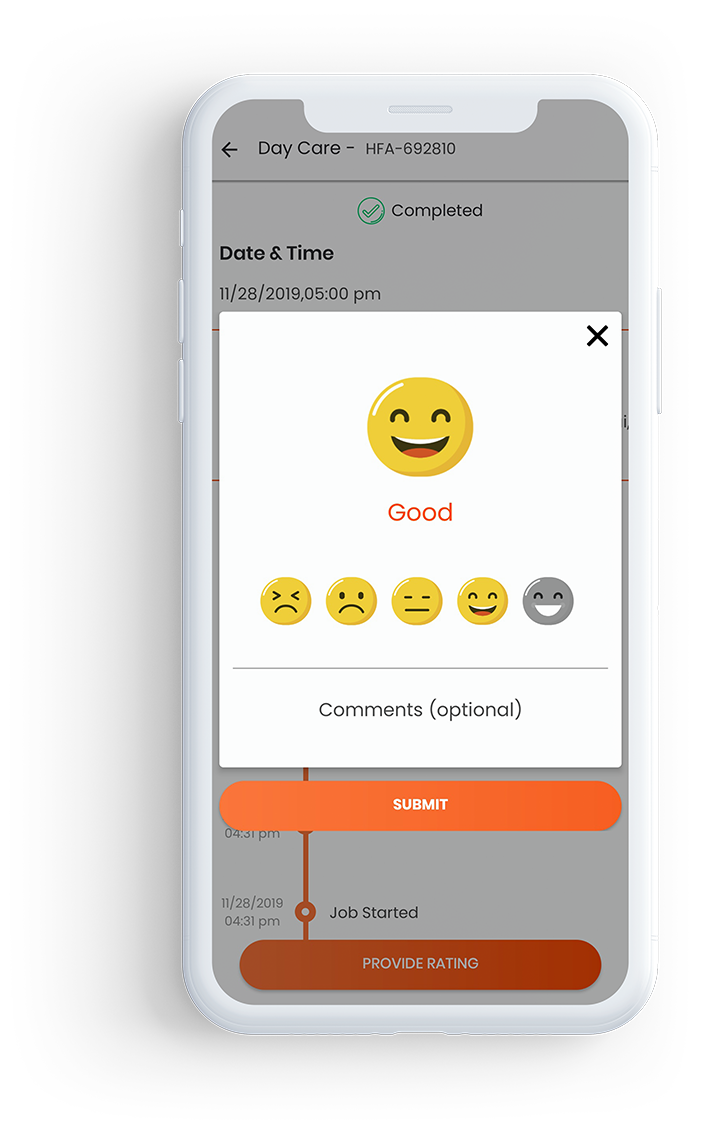 Day Care - HFA-692810
Completed
Date & Time
11/28/2019,05:00 pm
i,
Good
Comments (optional)
SUBMIT
04:31 pm
11/28/2019
04:31 pm
Job Started
PROVIDE RATING